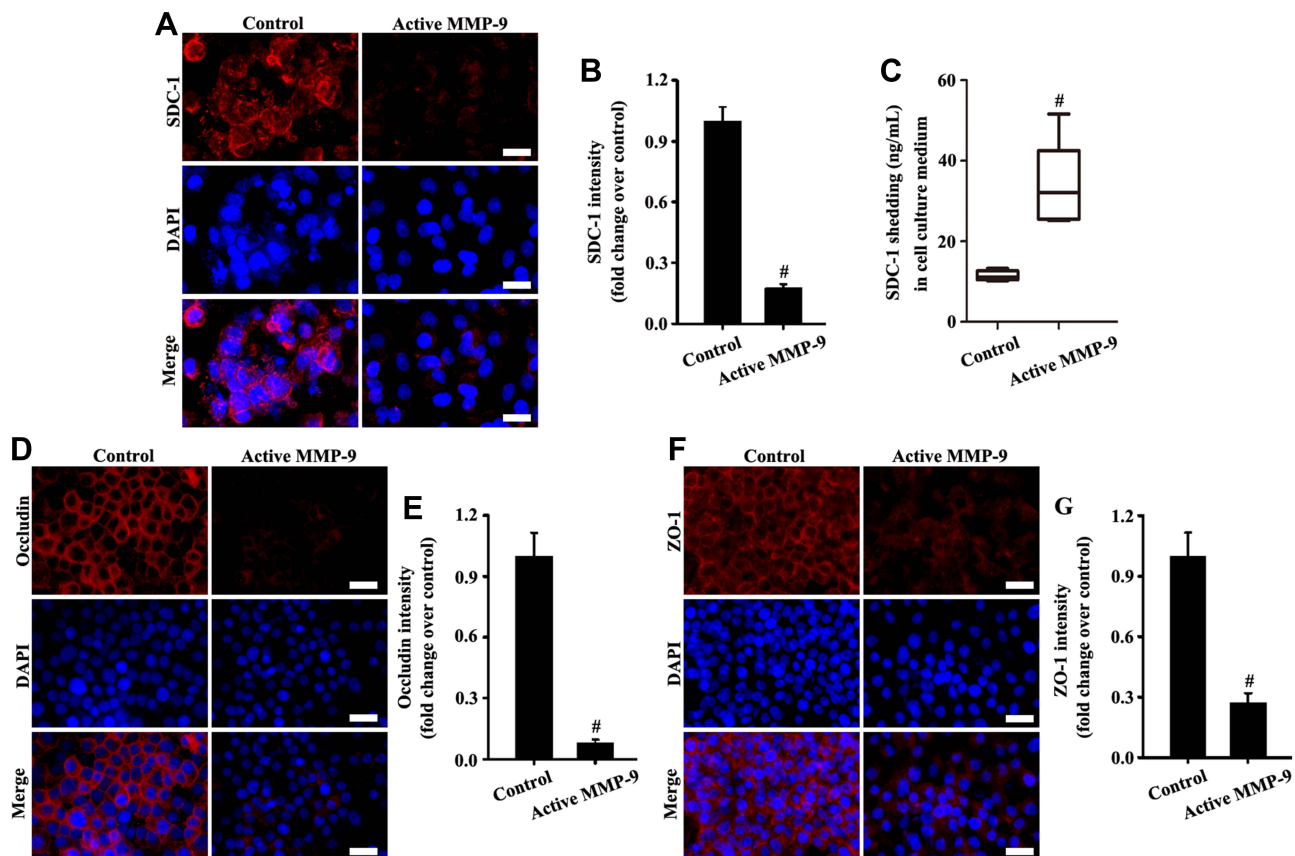 A
Control
Active MMP-9
SDC-1
DAPI
Merge
B
SDC-1 intensity
(fold change over control)
1.2
0.9
0.6
0.3
0.0
#
Control
Active MMP-9
C
SDC-1 shedding (ng/mL)
in cell culture medium
60
40
20
0
#
Control
Active MMP-9
D
Control
Active MMP-9
Occludin
DAPI
Merge
E
Occludin intensity
(fold change over control)
1.2
0.9
0.6
0.3
0.0
#
Control
Active MMP-9
F
Control
Active MMP-9
ZO-1
DAPI
Merge
G
ZO-1 intensity
(fold change over control)
1.2
0.9
0.6
0.3
0.0
#
Control
Active MMP-9